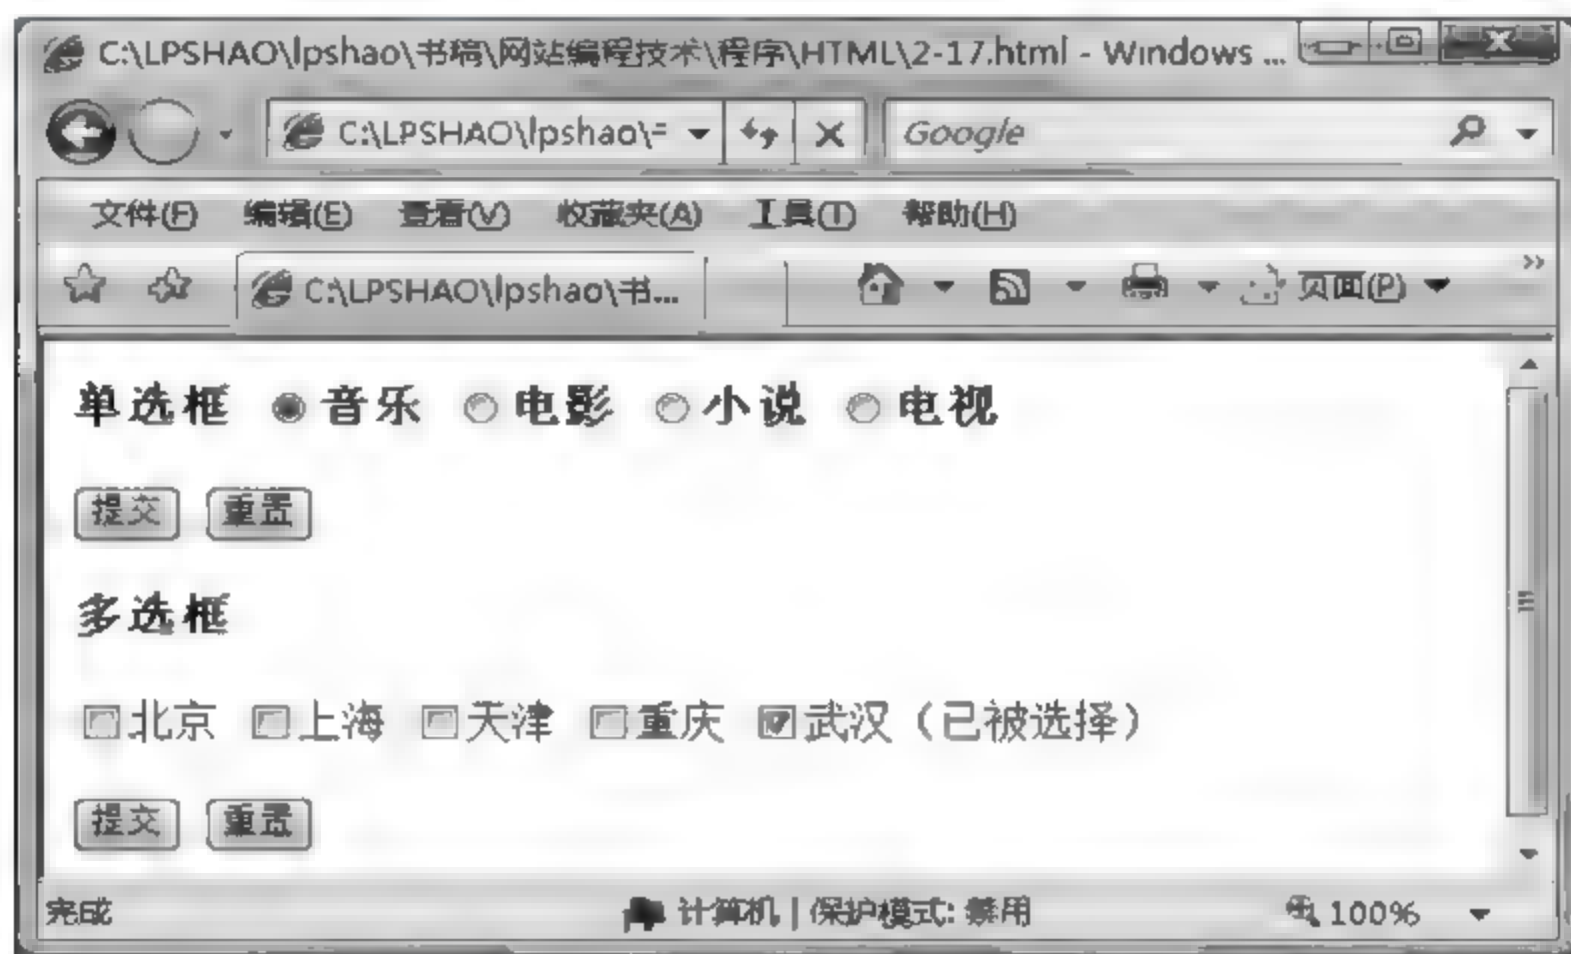 C:\LPSHAO\lpshao\书稿\网站编程技术\程序\HTML\2-17.html - Windows ...
C:\LPSHAO\lpshao\ Google
文件(F) 编辑(E) 查看(V) 收藏夹(A) 工具(T) 帮助(H)
C:\LPSHAO\lpshao\书... 页面(P)
单选框 音乐 电影 小说 电视
提交 重置
多选框
北京 上海 天津 重庆 武汉（已被选择）
提交 重置
完成 计算机 | 保护模式: 禁用 100%